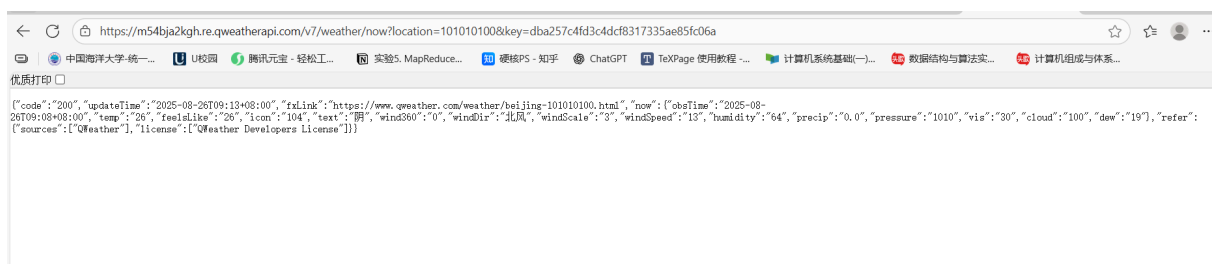 https://m54bja2kgh.re.qweatherapi.com/v7/weather/now?location=101010100&key=dba257c4fd3c4dcf8317335ae85fc06a
中国海洋大学-统一... U校园 腾讯元宝 - 轻松工... 实验5. MapReduce... 硬核PS - 知乎 ChatGPT TeXPage 使用教程 -... 计算机系统基础(一)... 数据结构与算法实... 计算机组成与体系...
优质打印
{"code":"200","updateTime":"2025-08-26T09:13+08:00","fxLink":"https://www.qweather.com/weather/beijing-101010100.html","now":{"obsTime":"2025-08-
26T09:08+08:00","temp":"26","feelsLike":"26","icon":"104","text":"阴","wind360":"0","windDir":"北风","windScale":"3","windSpeed":"13","humidity":"64","precip":"0.0","pressure":"1010","vis":"30","cloud":"100","dew":"19"},"refer":
{"sources":["QWeather"],"license":["QWeather Developers License"]}}